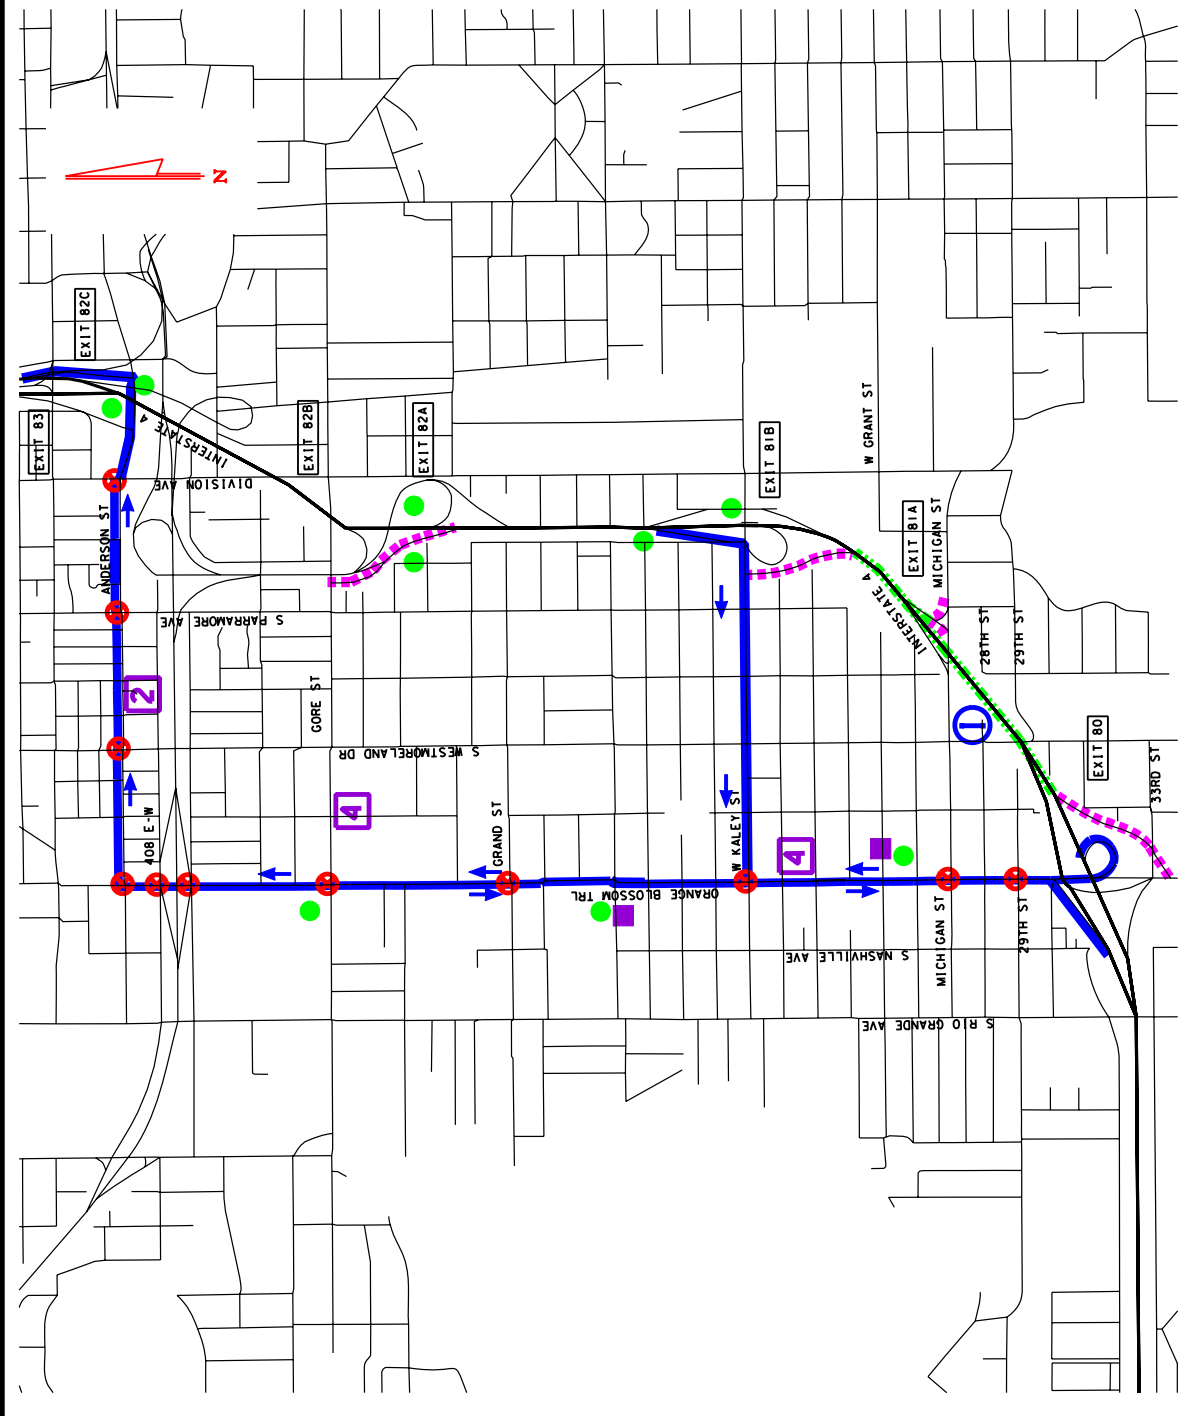 N
EXIT 82C
EXIT 83
EXIT 82B
EXIT 82A
W GRANT ST
EXIT 81B
INTERSTATE 4
DIVISION AVE
ANDERSON ST
EXIT 81A
MICHIGAN ST
INTERSTATE 4
S PARRAMORE AVE
28TH ST
29TH ST
2
GORE ST
1
S WESTMORELAND DR
EXIT 80
33RD ST
4
408 E-W
GRAND ST
W KALEY ST
4
ORANGE BLOSSOM TRL
MICHIGAN ST
29TH ST
S NASHVILLE AVE
S RIO GRANDE AVE